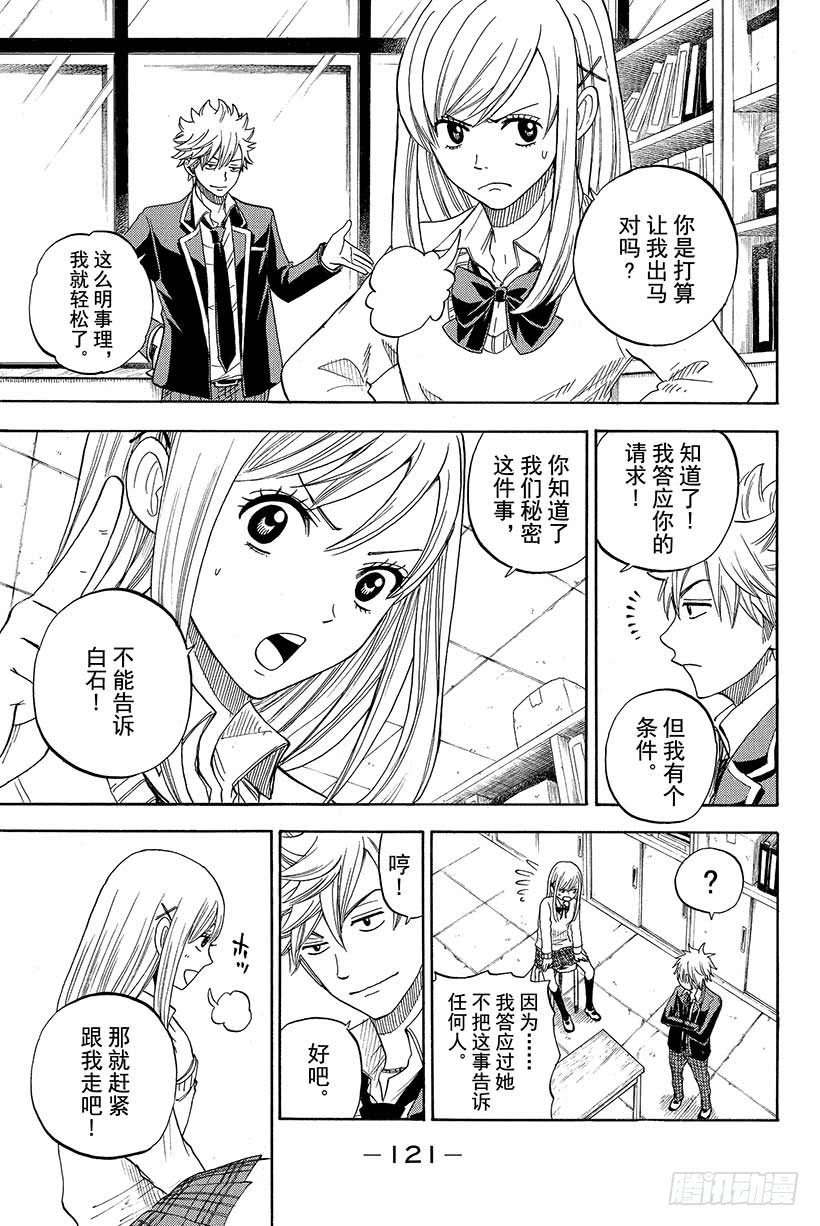 你是打算
让我出马
对吗？
这么明事理，
我就轻松了。
知道了！
我答应你的
请求！
但我有个
条件。
你知道了
我们秘密
这件事，
不能告诉
白石！
？
因为……
我答应过她
不把这事告诉
任何人。
哼！
好吧。
ホッ
那就赶紧
跟我走吧！
—121—
腾讯动漫